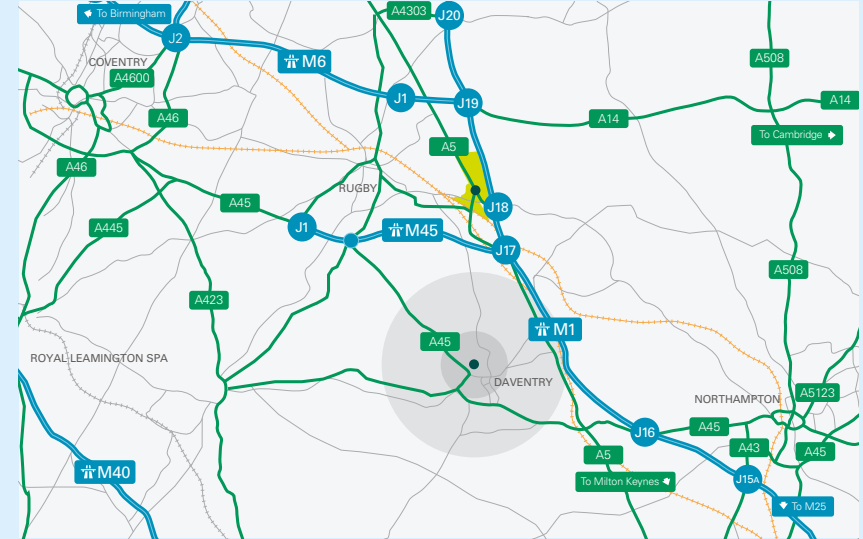 To Birmingham
A4303
J20
J2
COVENTRY
A4600
M6
A508
J1
J19
A14
A14
A46
To Cambridge
A5
A46
RUGBY
A45
J18
A445
J1
M45
J17
A508
A423
M1
A45
ROYAL LEAMINGTON SPA
DAVENTRY
NORTHAMPTON
A5123
A45
J16
A43
A45
A5
M40
To Milton Keynes
J15A
To M25